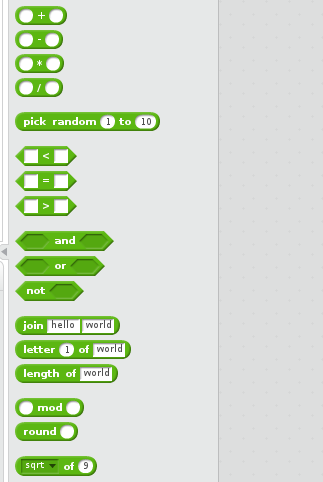 +
-
*
/
pick random 1 to 10
<
=
>
and
or
not
join hello world
letter 1 of world
length of world
mod
round
sqrt of 9